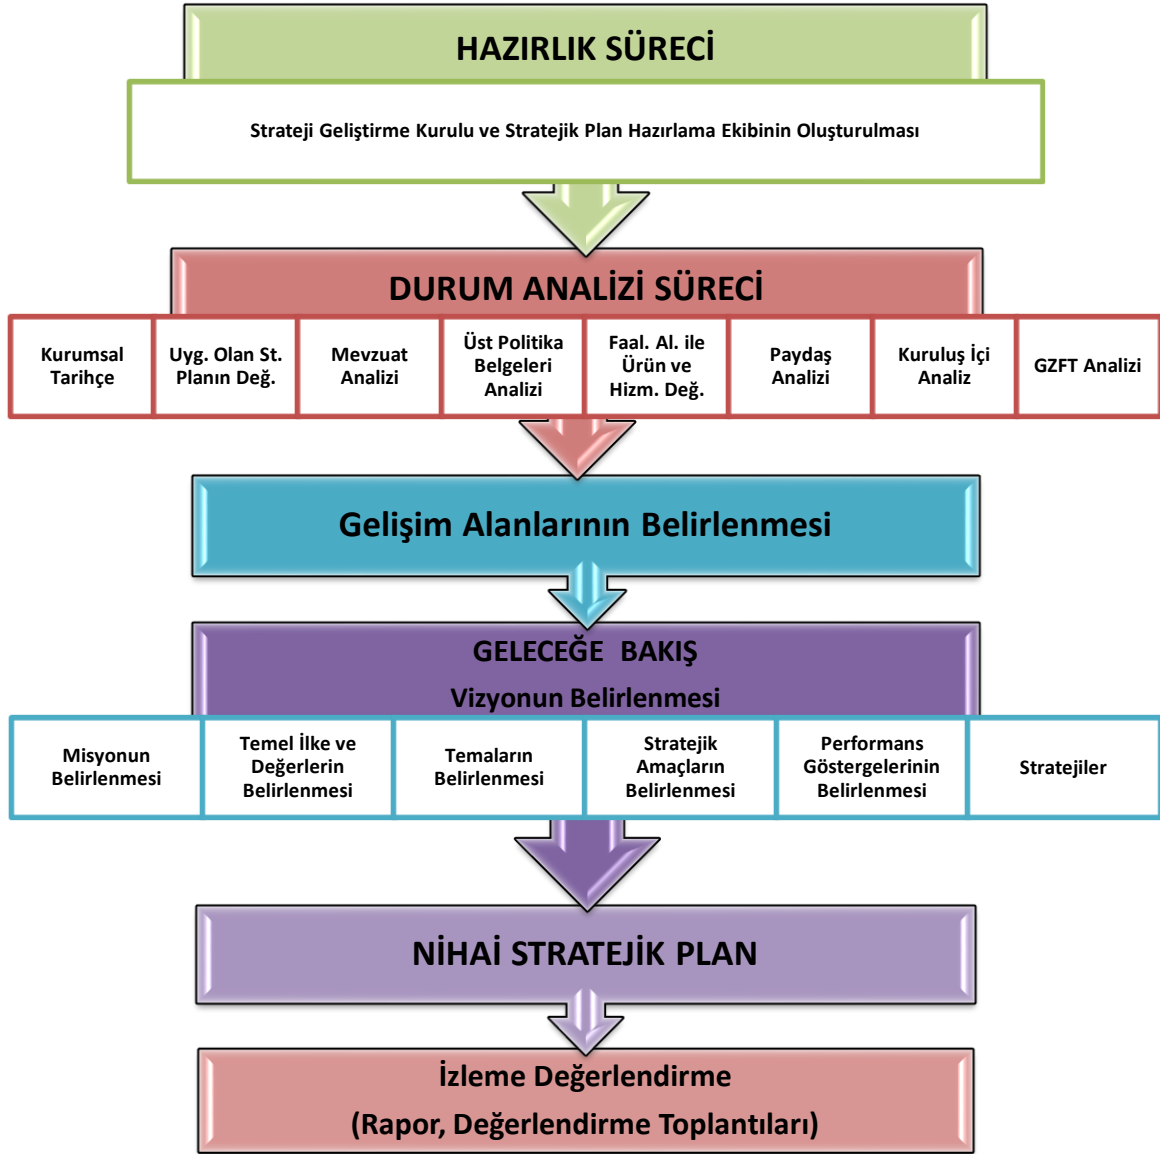 HAZIRLIK SÜRECİ
Strateji Geliştirme Kurulu ve Stratejik Plan Hazırlama Ekibinin Oluşturulması
DURUM ANALİZİ SÜRECİ
Kurumsal
Tarihçe
Uyg. Olan St.
Planın Değ.
Mevzuat
Analizi
Üst Politika
Belgeleri
Analizi
Faal. Al. ile
Ürün ve
Hizm. Değ.
Paydaş
Analizi
Kuruluş İçi
Analiz
GZFT Analizi
Gelişim Alanlarının Belirlenmesi
GELECEĞE BAKIŞ
Vizyonun Belirlenmesi
Misyonun
Belirlenmesi
Temel İlke ve
Değerlerin
Belirlenmesi
Temaların
Belirlenmesi
Stratejik
Amaçların
Belirlenmesi
Performans
Göstergelerinin
Belirlenmesi
Stratejiler
NİHAİ STRATEJİK PLAN
İzleme Değerlendirme
(Rapor, Değerlendirme Toplantıları)